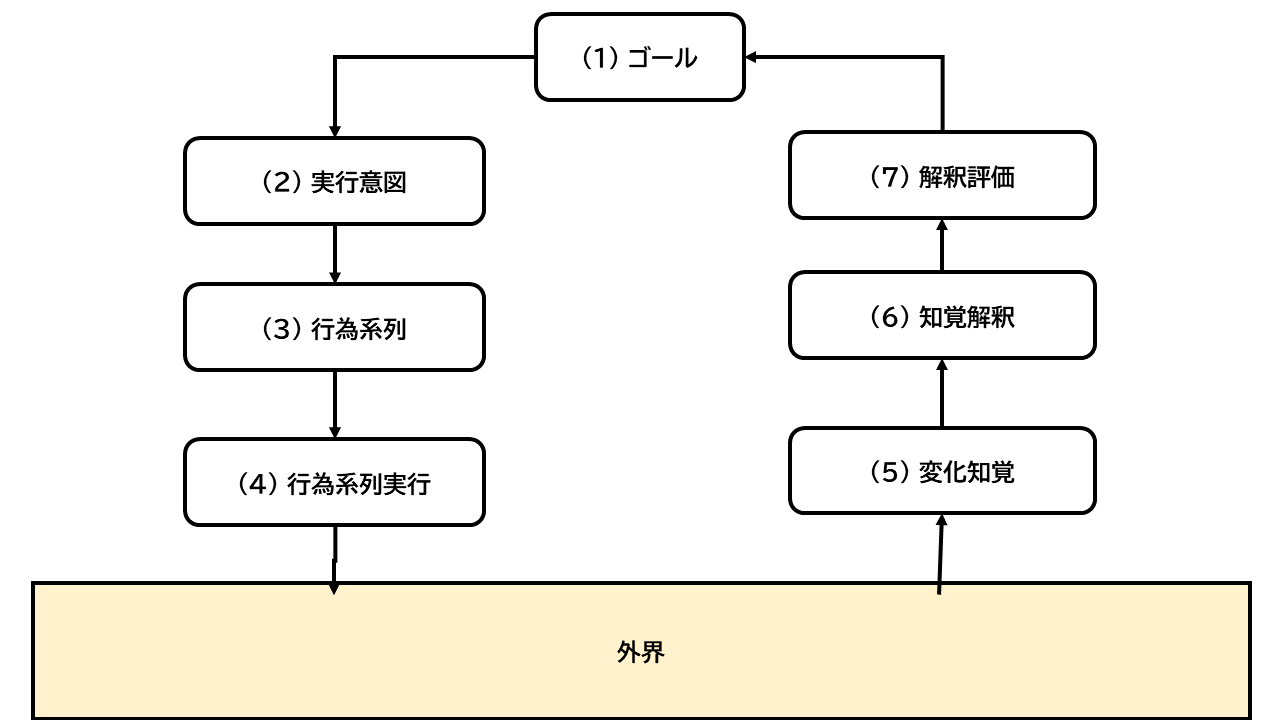 （1）ゴール
（2）実行意図
（3）行為系列
（4）行為系列実行
（7）解釈評価
（6）知覚解釈
（5）変化知覚
外界